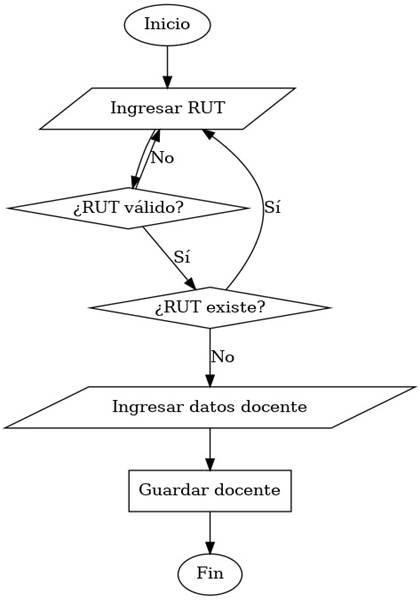 Inicio
Ingresar RUT
No
¿RUT válido?
Sí
Sí
¿RUT existe?
No
Ingresar datos docente
Guardar docente
Fin